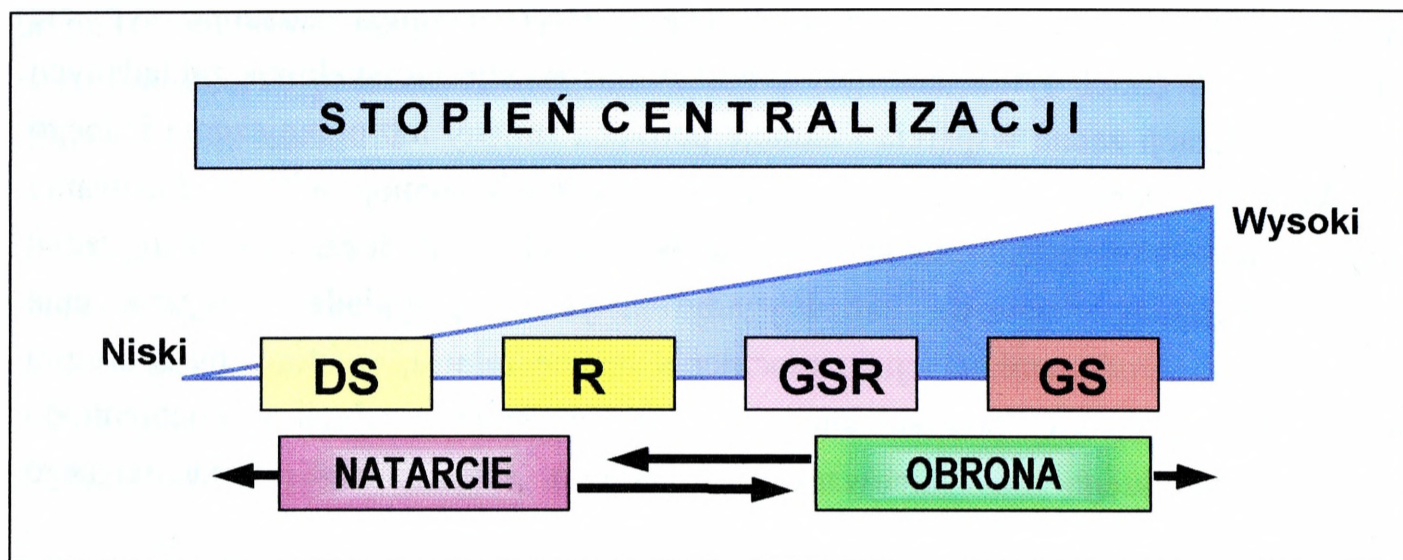 STOPIEŃ CENTRALIZACJI
Wysoki
Niski
DS R GSR GS
NATARCIE OBRONA